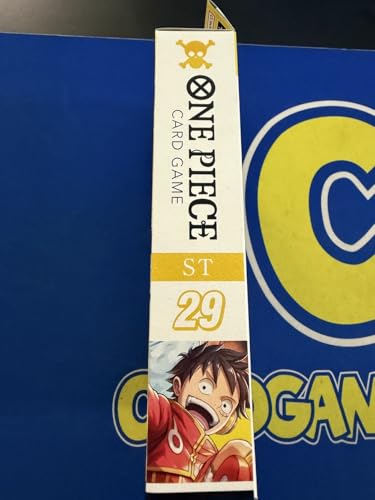 ONE PIECE
CARD GAME
ST
29